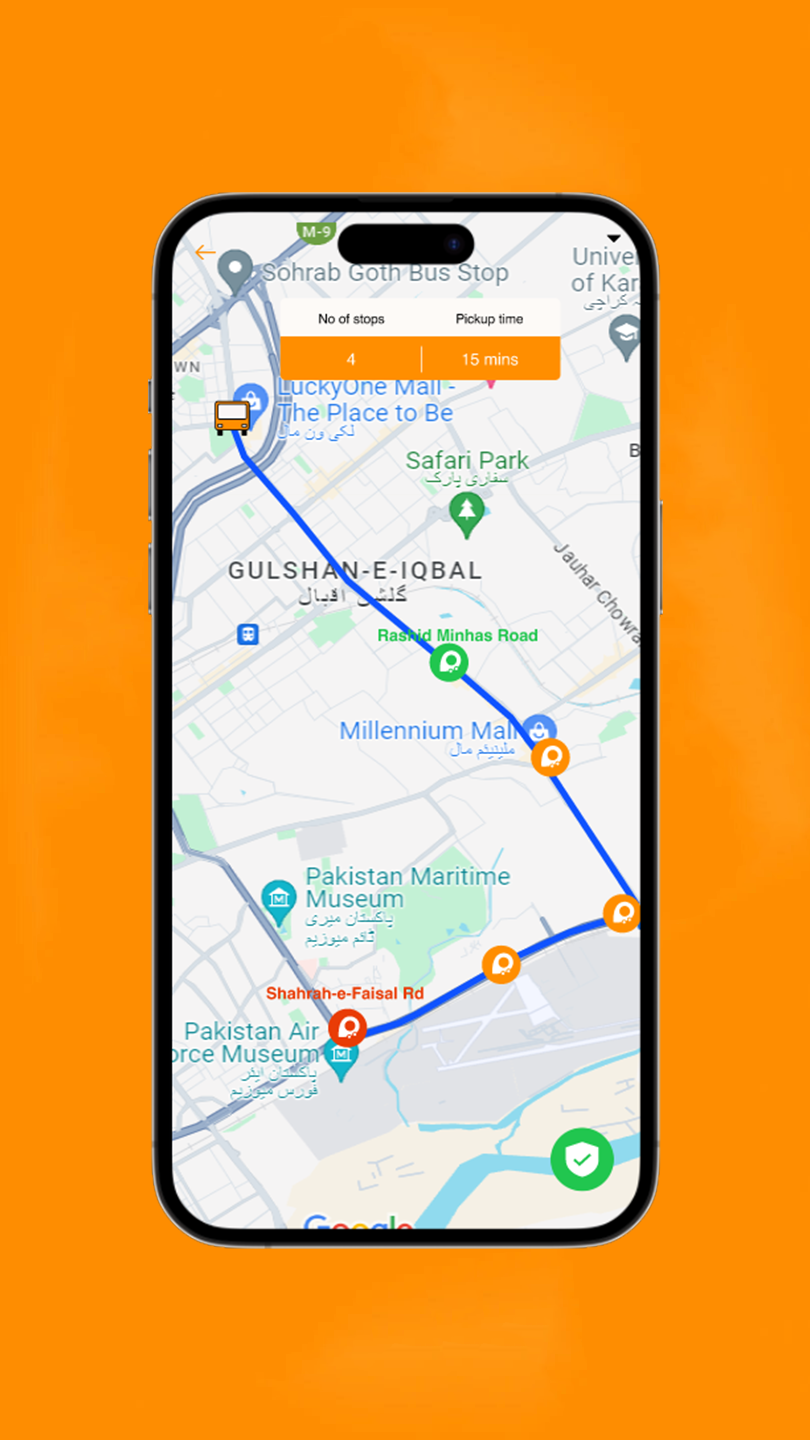 M-9
Sohrab Goth Bus Stop
Univer
of Kar
کراچی
No of stops
Pickup time
4
15 mins
WN
LuckyOne Mall -
The Place to Be
لکی ون مال
B
Safari Park
سفاری پارک
Jauhar Chowra
GULSHAN-E-IQBAL
گلشن اقبال
Rashid Minhas Road
Millennium Mall
ملینیئم مال
Pakistan Maritime
Museum
پاکستان میری
ٹائم میوزیم
Shahrah-e-Faisal Rd
Pakistan Air
orce Museum
پاکستان ایئر
فورس میوزیم
Google